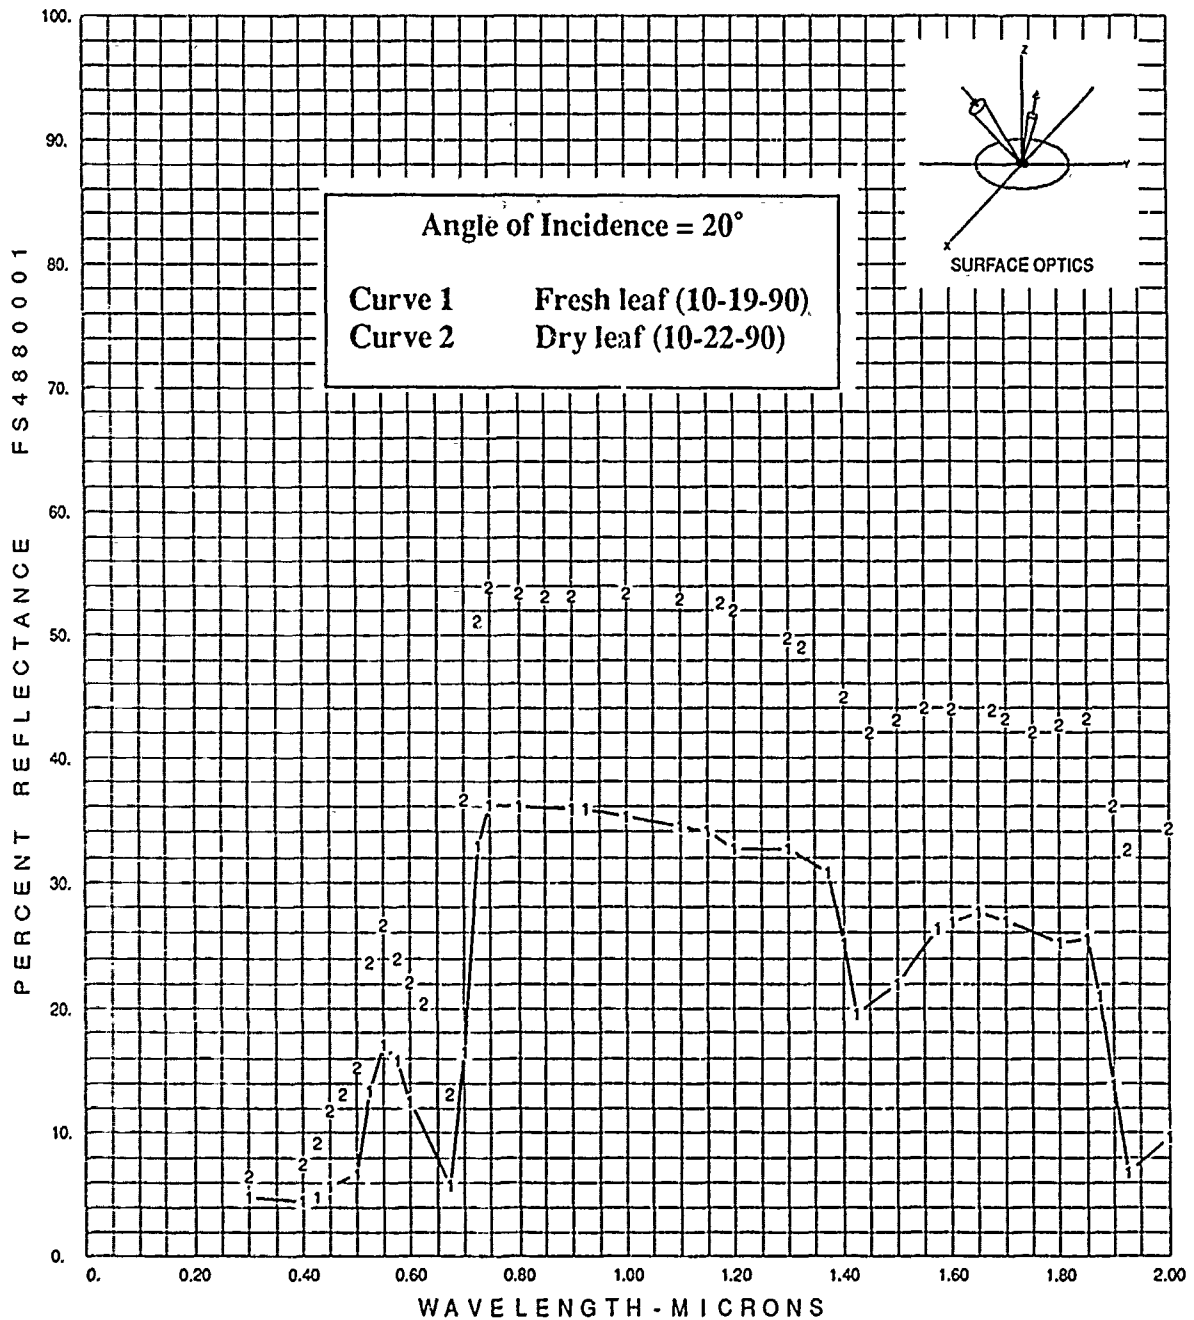 100.
90.
80.
70.
60.
50.
40.
30.
20.
10.
0.
PERCENT REFLECTANCE FS4880001
Z
Y
X
SURFACE OPTICS
Angle of Incidence = 20°
Curve 1 Fresh leaf (10-19-90)
Curve 2 Dry leaf (10-22-90)
0. 0.20 0.40 0.60 0.80 1.00 1.20 1.40 1.60 1.80 2.00
WAVELENGTH-MICRONS